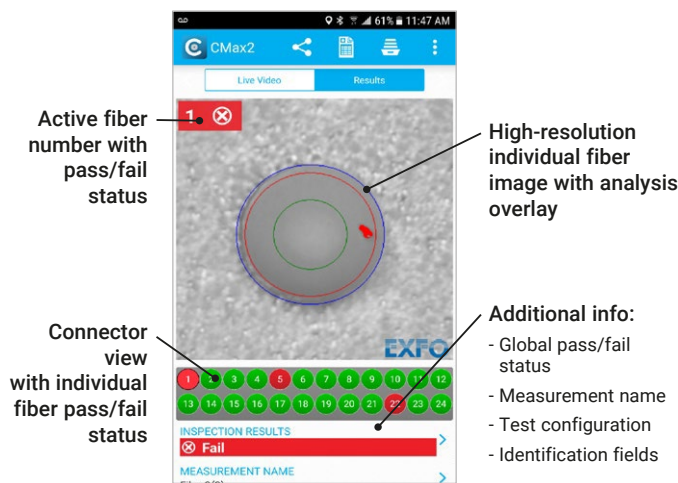 61% 11:47 AM
CMax2
Live Video
Results
1
Active fiber
number with
pass/fail
status
High-resolution
individual fiber
image with analysis
overlay
EXFO
Connector
view
with individual
fiber pass/fail
status
1 2 3 4 5 6 7 8 9 10 11 12
13 14 15 16 17 18 19 20 21 22 23 24
INSPECTION RESULTS
Fail
MEASUREMENT NAME
Additional info:
- Global pass/fail
status
- Measurement name
- Test configuration
- Identification fields